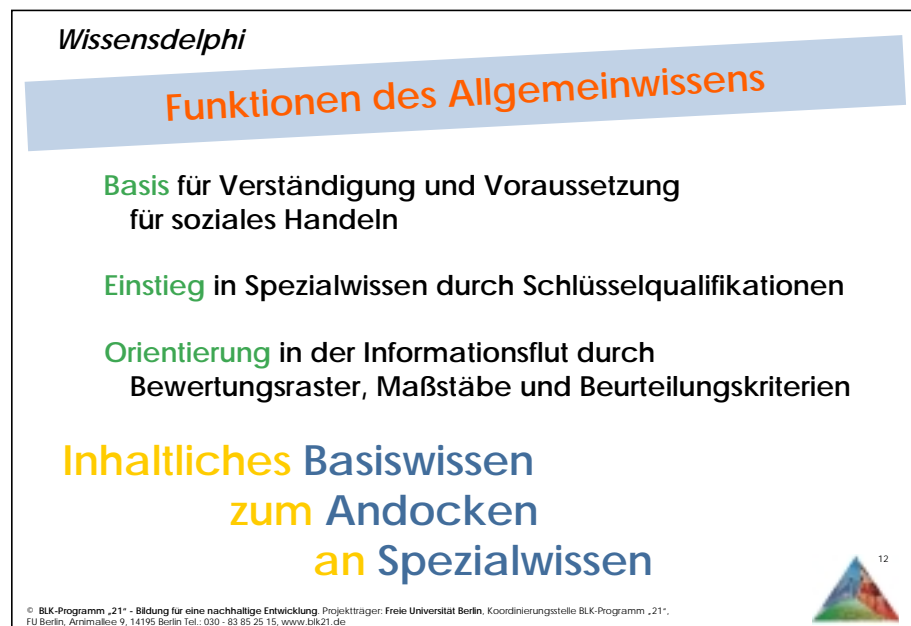 Wissensdelphi
Funktionen des Allgemeinwissens
Basis für Verständigung und Voraussetzung
für soziales Handeln
Einstieg in Spezialwissen durch Schlüsselqualifikationen
Orientierung in der Informationsflut durch
Bewertungsraster, Maßstäbe und Beurteilungskriterien
Inhaltliches Basiswissen
zum Andocken
an Spezialwissen
12
© BLK-Programm „21“ - Bildung für eine nachhaltige Entwicklung. Projektträger: Freie Universität Berlin, Koordinierungsstelle BLK-Programm „21“,
FU Berlin, Arnimallee 9, 14195 Berlin Tel.: 030 - 83 85 25 15, www.blk21.de